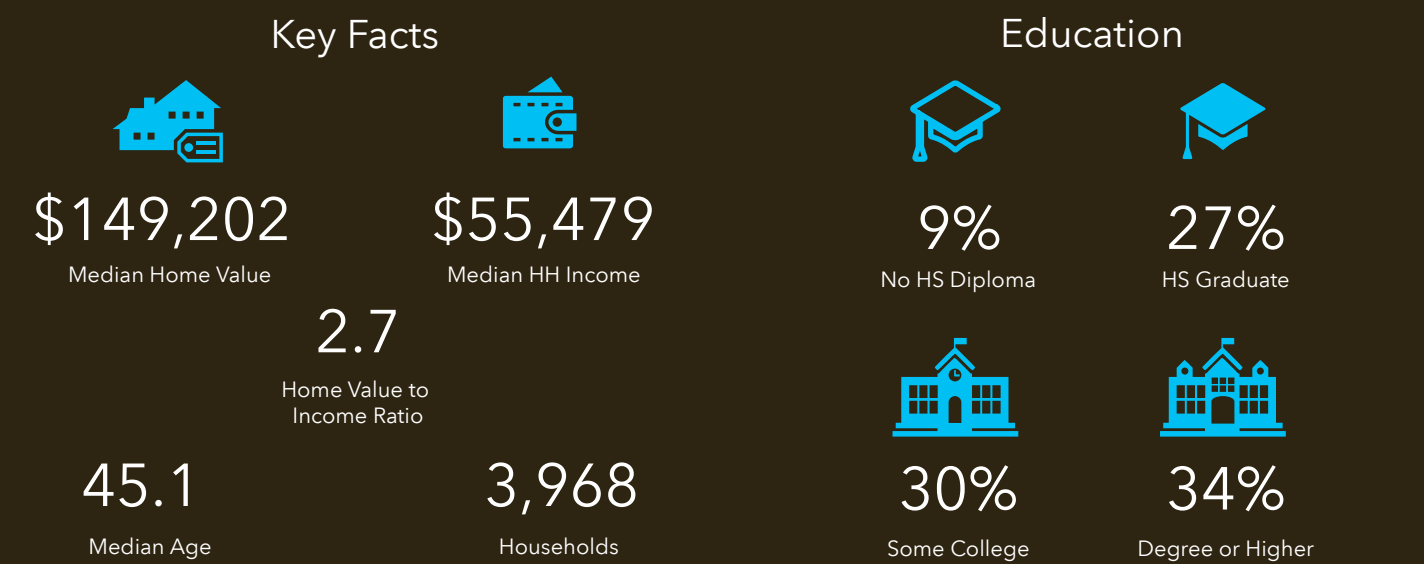 Key Facts
$149,202
Median Home Value
$55,479
Median HH Income
2.7
Home Value to
Income Ratio
45.1
Median Age
3,968
Households
Education
9%
No HS Diploma
27%
HS Graduate
30%
Some College
34%
Degree or Higher